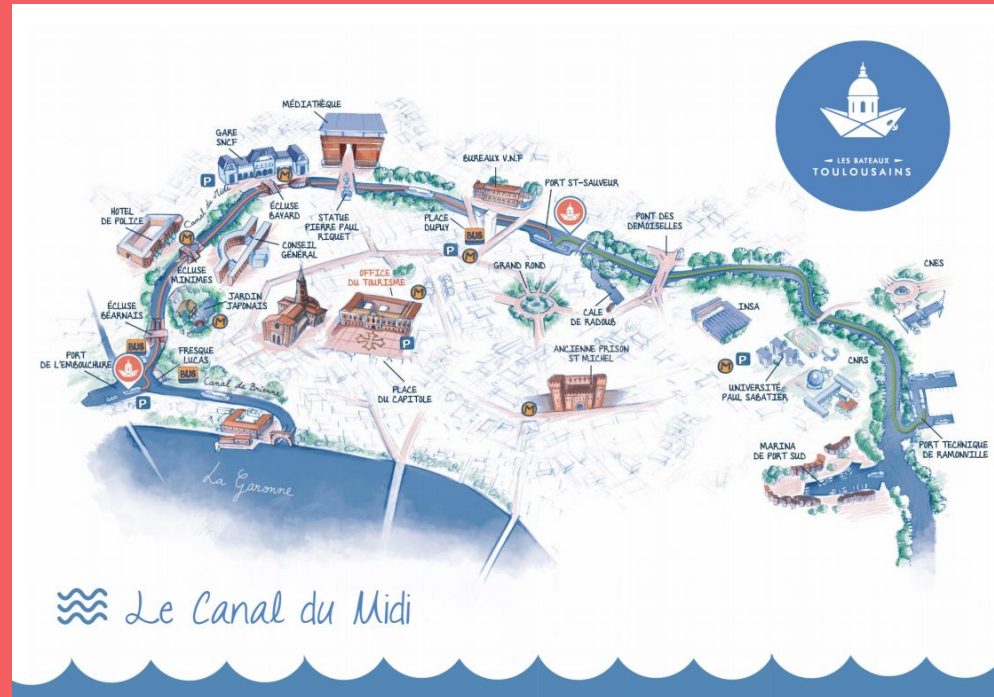 LES BATEAUX
TOULOUSAINS
MÉDIATHÈQUE
GARE
SNCF
P
M
Canal du Midi
ÉCLUSE
BAYARD
STATUE
PIERRE PAUL
RIQUET
BUREAUX V.N.F
PORT ST-SAUVEUR
PLACE
DUPUY
BUS
P
M
PONT DES
DEMOISELLES
HOTEL
DE POLICE
M
ÉCLUSE
MINIMES
CONSEIL
GÉNÉRAL
OFFICE
DU TOURISME
M
P
GRAND ROND
CALE
DE RADOUB
CNES
INSA
ÉCLUSE
BÉARNAIS
JARDIN
JAPONAIS
M
BUS
PORT
DE L'EMBOUCHURE
FRESQUE
LUCAS
BUS
P
Canal de Brienne
PLACE
DU CAPITOLE
ANCIENNE PRISON
ST MICHEL
M
M
P
UNIVERSITÉ
PAUL SABATIER
CNRS
MARINA
DE PORT SUD
PORT TECHNIQUE
DE RAMONVILLE
La Garonne
Le Canal du Midi